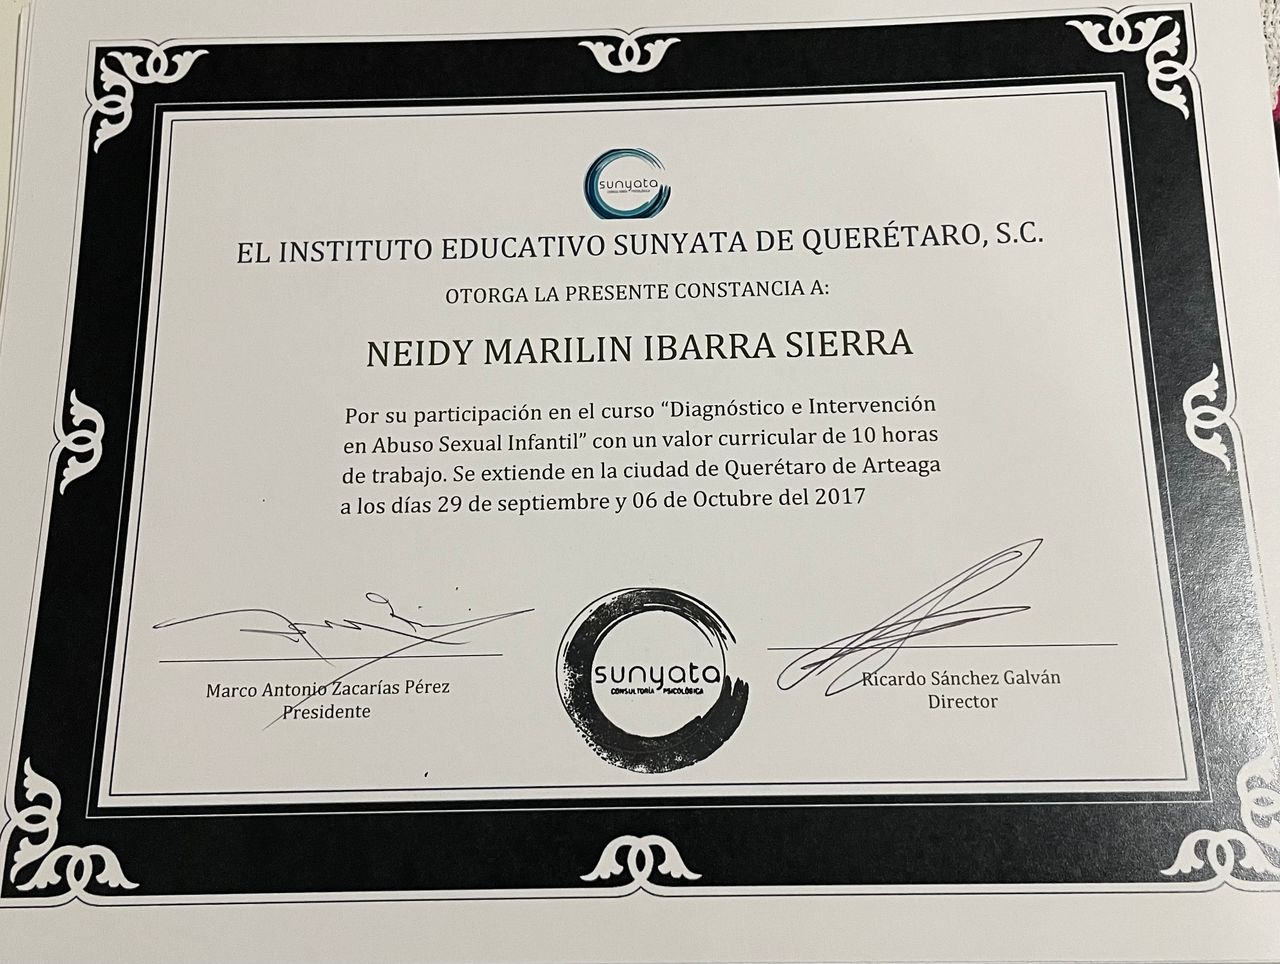 sunyata
CONSULTORÍA PSICOLÓGICA
EL INSTITUTO EDUCATIVO SUNYATA DE QUERÉTARO, S.C.
OTORGA LA PRESENTE CONSTANCIA A:
NEIDY MARILIN IBARRA SIERRA
Por su participación en el curso “Diagnóstico e Intervención
en Abuso Sexual Infantil” con un valor curricular de 10 horas
de trabajo. Se extiende en la ciudad de Querétaro de Arteaga
a los días 29 de septiembre y 06 de Octubre del 2017
Marco Antonio Zacarías Pérez
Presidente
sunyata
CONSULTORÍA PSICOLÓGICA
Ricardo Sánchez Galván
Director